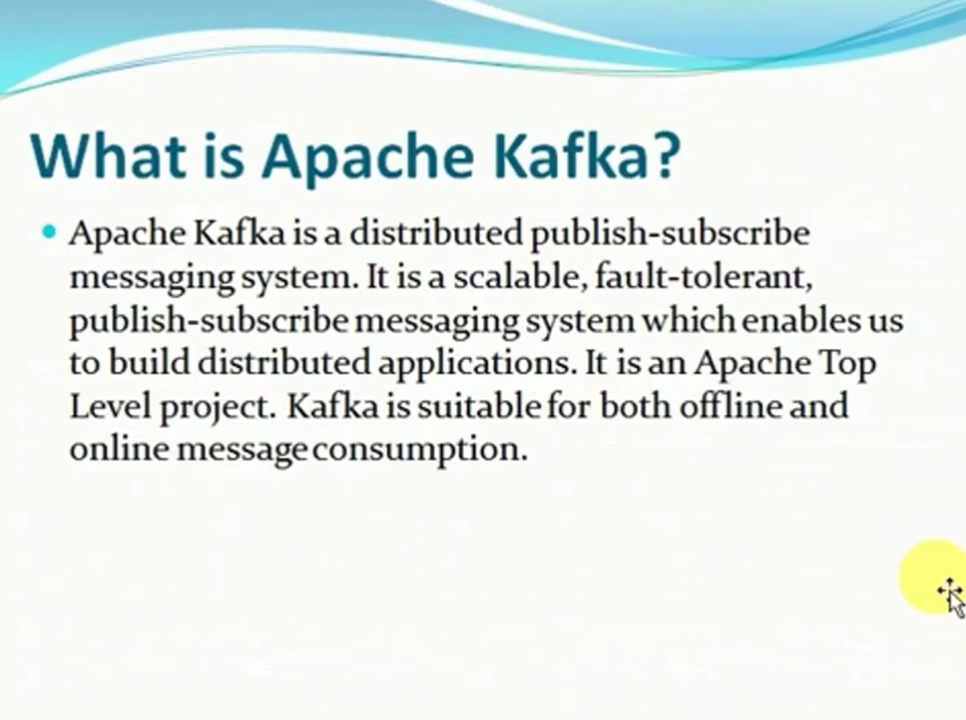 What is Apache Kafka?
Apache Kafka is a distributed publish-subscribe
messaging system. It is a scalable, fault-tolerant,
publish-subscribe messaging system which enables us
to build distributed applications. It is an Apache Top
Level project. Kafka is suitable for both offline and
online message consumption.